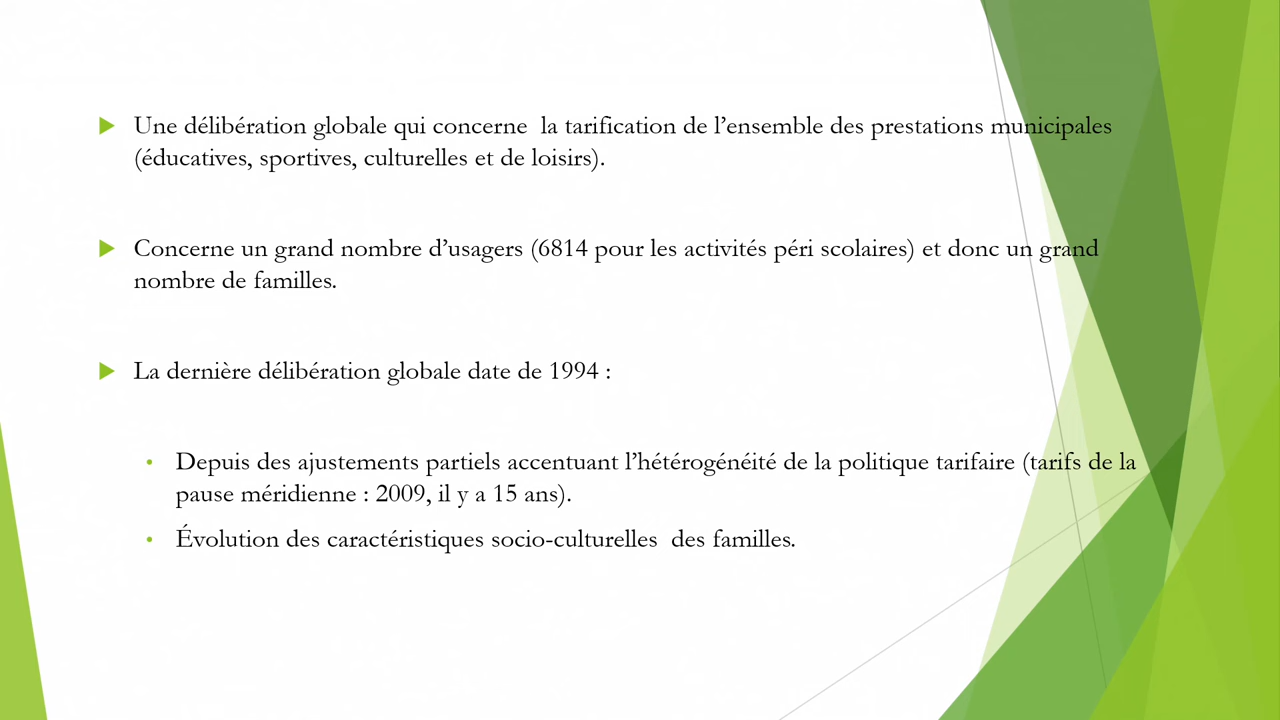 Une délibération globale qui concerne  la tarification de l’ensemble des prestations municipales
(éducatives, sportives, culturelles et de loisirs).
Concerne un grand nombre d’usagers (6814 pour les activités péri scolaires) et donc un grand
nombre de familles.
La dernière délibération globale date de 1994 :
Depuis des ajustements partiels accentuant l’hétérogénéité de la politique tarifaire (tarifs de la
pause méridienne : 2009, il y a 15 ans).
Évolution des caractéristiques socio-culturelles  des familles.